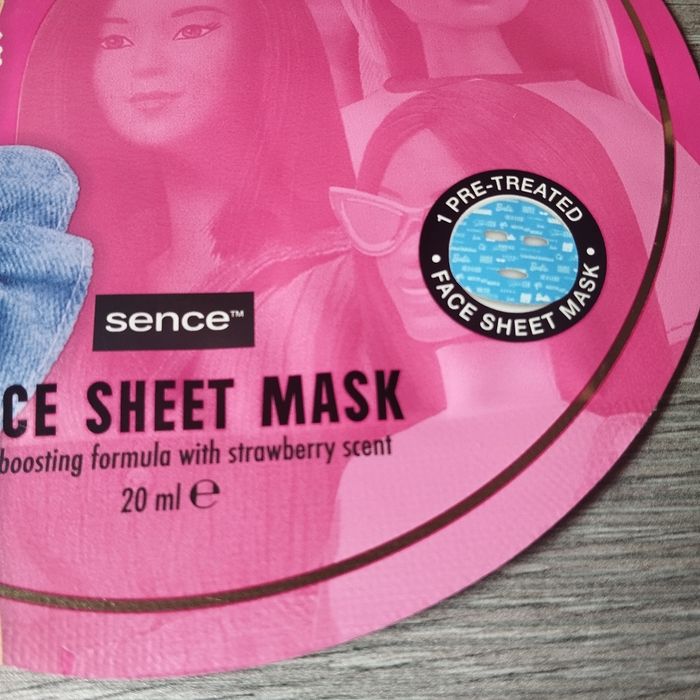 1 PRE-TREATED
• FACE SHEET MASK •
sence™
CE SHEET MASK
boosting formula with strawberry scent
20 ml ℮